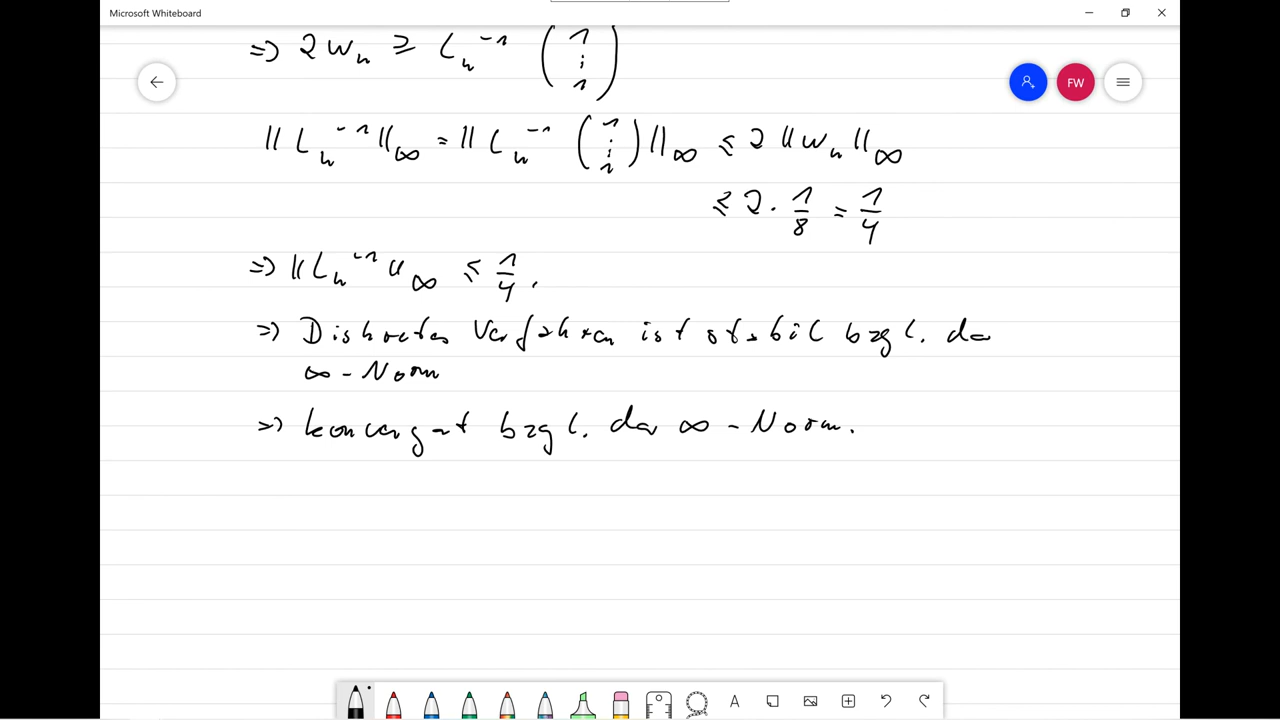 Microsoft Whiteboard
=> 2 w_h ≥ L_h^-1 (1 ⋮ 1)
FW
||L_h^-1||_∞ = ||L_h^-1 (1 ⋮ 1)||_∞ ≤ 2 ||w_h||_∞
≤ 2 · 1/8 = 1/4
=> ||L_h^-1||_∞ ≤ 1/4.
=> Diskretes Verfahren ist stabil bzgl. der
∞ - Norm
=> konvergent bzgl. der ∞ - Norm.
A